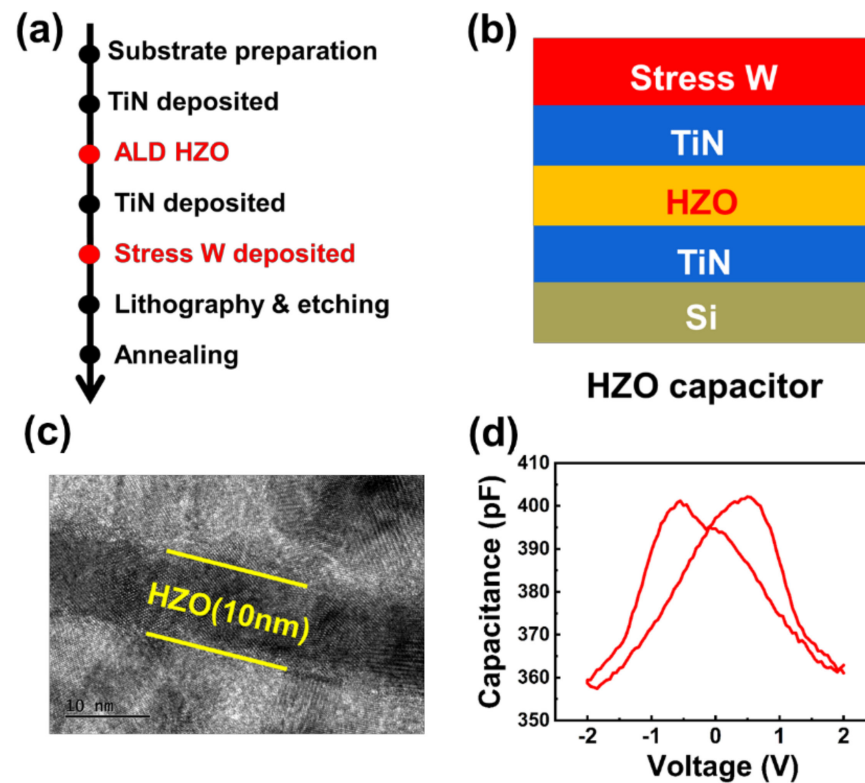 (a)
Substrate preparation
TiN deposited
ALD HZO
TiN deposited
Stress W deposited
Lithography & etching
Annealing
(b)
Stress W
TiN
HZO
TiN
Si
HZO capacitor
(c)
HZO(10nm)
10 nm
(d)
Capacitance (pF)
410
400
390
380
370
360
350
-2 -1 0 1 2
Voltage (V)